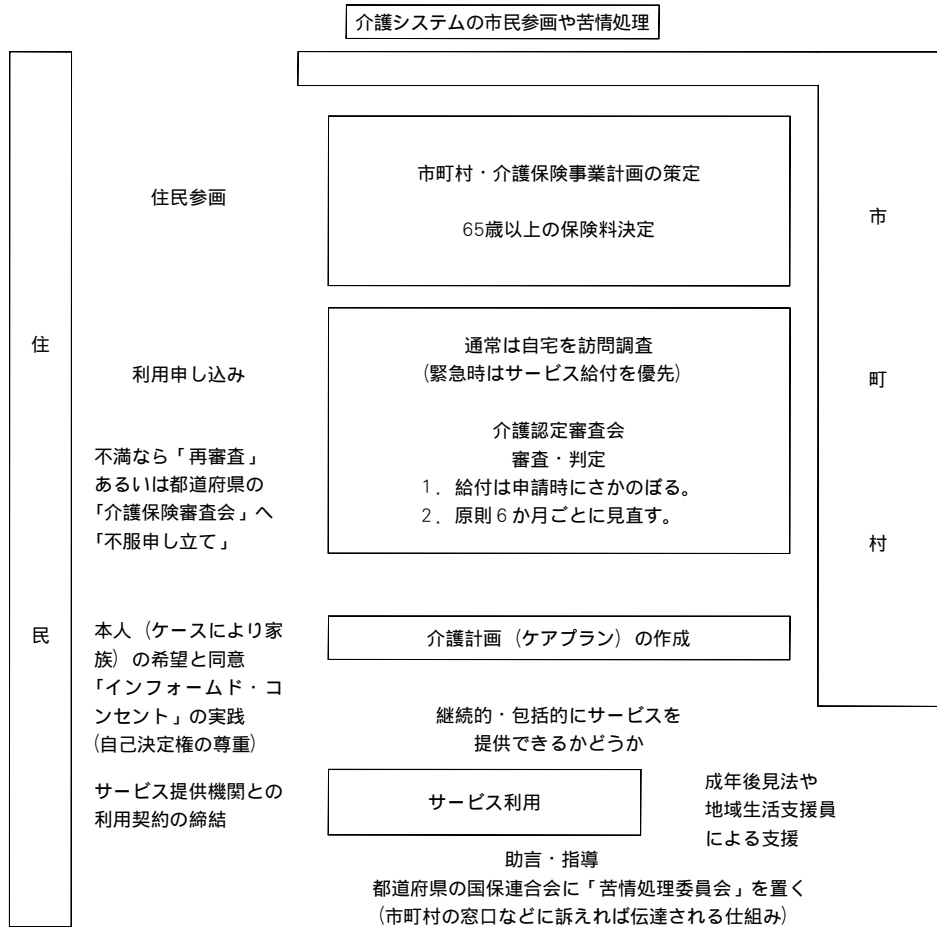 介護システムの市民参画や苦情処理
住民参画
市町村・介護保険事業計画の策定
65歳以上の保険料決定
市
町
村
住
民
利用申し込み
通常は自宅を訪問調査
(緊急時はサービス給付を優先)
介護認定審査会
審査・判定
1．給付は申請時にさかのぼる。
2．原則6か月ごとに見直す。
不満なら「再審査」
あるいは都道府県の
「介護保険審査会」へ
「不服申し立て」
本人（ケースにより家
族）の希望と同意
「インフォームド・コ
ンセント」の実践
(自己決定権の尊重)
介護計画（ケアプラン）の作成
継続的・包括的にサービスを
提供できるかどうか
サービス提供機関との
利用契約の締結
サービス利用
成年後見法や
地域生活支援員
による支援
助言・指導
都道府県の国保連合会に「苦情処理委員会」を置く
(市町村の窓口などに訴えれば伝達される仕組み)